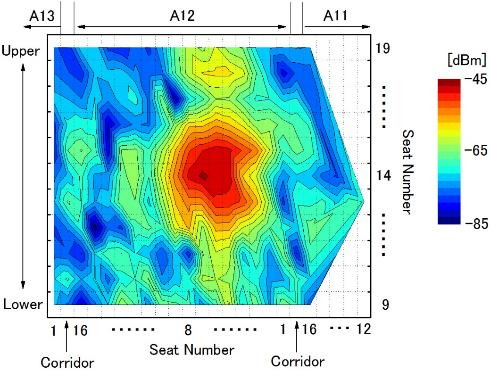 A13 A12 A11
Upper 19
[dBm]
-45
-65
-85
Seat Number
14
Lower 9
1 16 8 1 16 12
Seat Number
Corridor Corridor